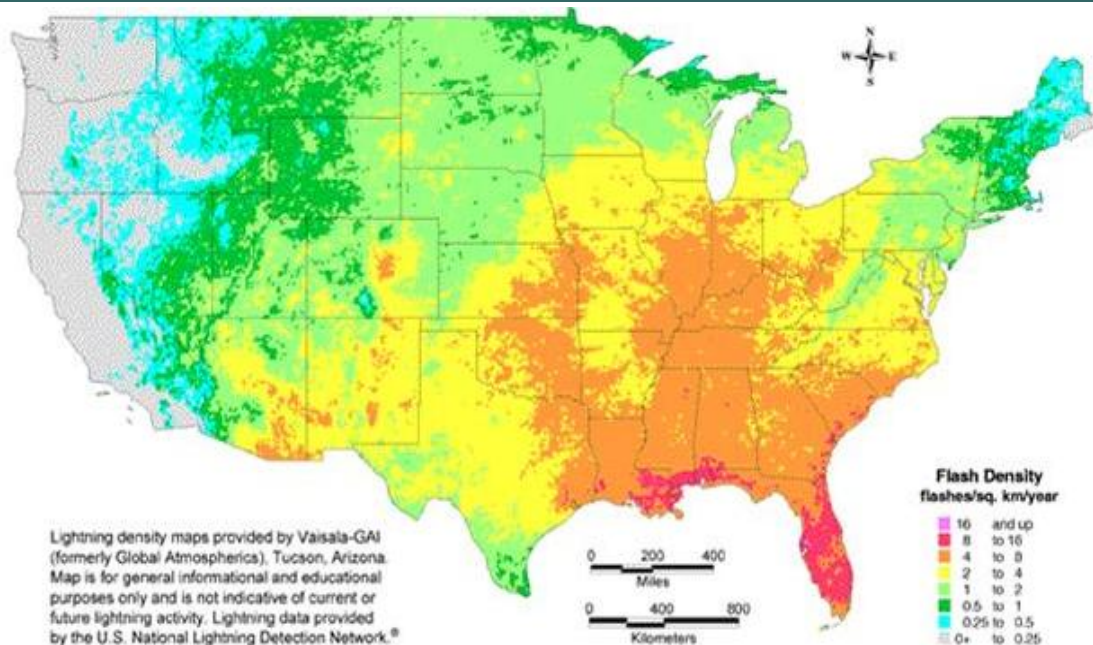 N
W E
S
Flash Density
flashes/sq. km/year
16 and up
8 to 16
4 to 8
2 to 4
1 to 2
0.5 to 1
0.25 to 0.5
0+ to 0.25
Lightning density maps provided by Vaisala-GAI
(formerly Global Atmospherics), Tucson, Arizona.
Map is for general informational and educational
purposes only and is not indicative of current or
future lightning activity. Lightning data provided
by the U.S. National Lightning Detection Network.®
0 200 400
Miles
0 400 800
Kilometers